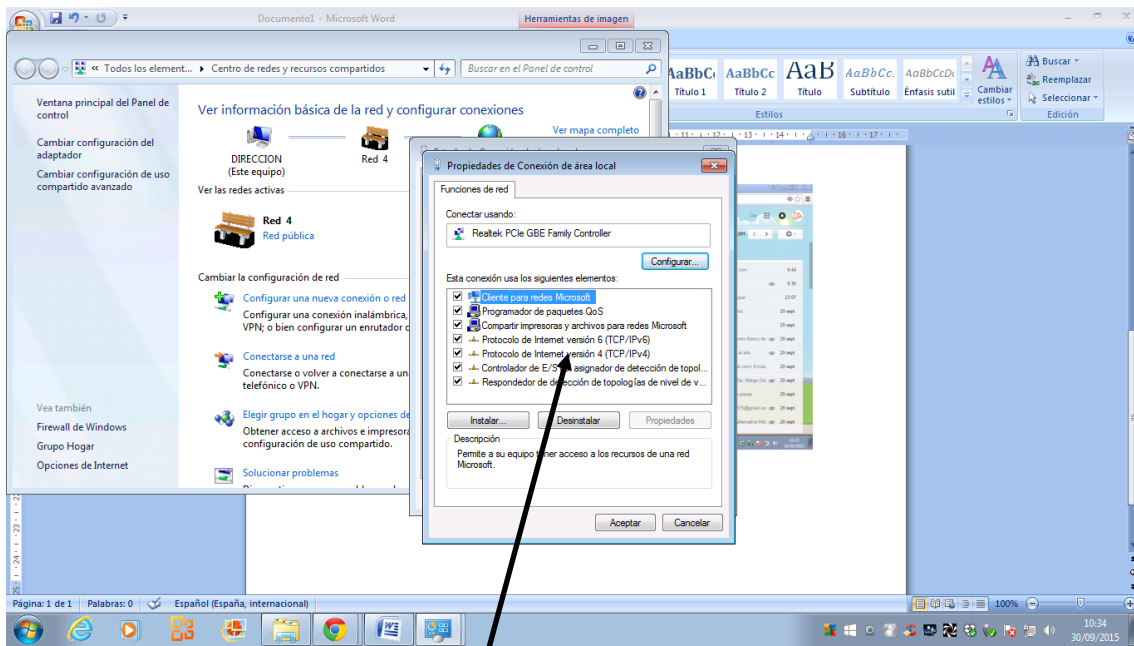 Documento1 - Microsoft Word
Herramientas de imagen
Todos los element... Centro de redes y recursos compartidos
Buscar en el Panel de control
Ventana principal del Panel de
control
Cambiar configuración del
adaptador
Cambiar configuración de uso
compartido avanzado
Vea también
Firewall de Windows
Grupo Hogar
Opciones de Internet
Ver información básica de la red y configurar conexiones
Ver mapa completo
DIRECCION
(Este equipo)
Red 4
Ver las redes activas
Red 4
Red pública
Cambiar la configuración de red
Configurar una nueva conexión o red
Configurar una conexión inalámbrica,
VPN; o bien configurar un enrutador
Conectarse a una red
Conectarse o volver a conectarse a un
telefónico o VPN.
Elegir grupo en el hogar y opciones de
Obtener acceso a archivos e impresora
configuración de uso compartido.
Solucionar problemas
Propiedades de Conexión de área local
Funciones de red
Conectar usando:
Realtek PCIe GBE Family Controller
Configurar...
Esta conexión usa los siguientes elementos:
Cliente para redes Microsoft
Programador de paquetes QoS
Compartir impresoras y archivos para redes Microsoft
Protocolo de Internet versión 6 (TCP/IPv6)
Protocolo de Internet versión 4 (TCP/IPv4)
Controlador de E/S asignador de detección de topol...
Respondedor de detección de topologías de nivel de v...
Instalar... Desinstalar Propiedades
Descripción
Permite a su equipo tener acceso a los recursos de una red
Microsoft.
Aceptar Cancelar
AaBbC AaBbCc AaB AaBbCc. AaBbCcDt
Título 1 Título 2 Título Subtítulo Énfasis sutil
Cambiar
estilos
Estilos
Buscar
Reemplazar
Seleccionar
Edición
Página: 1 de 1 Palabras: 0 Español (España, internacional) 100%
10:34
30/09/2015